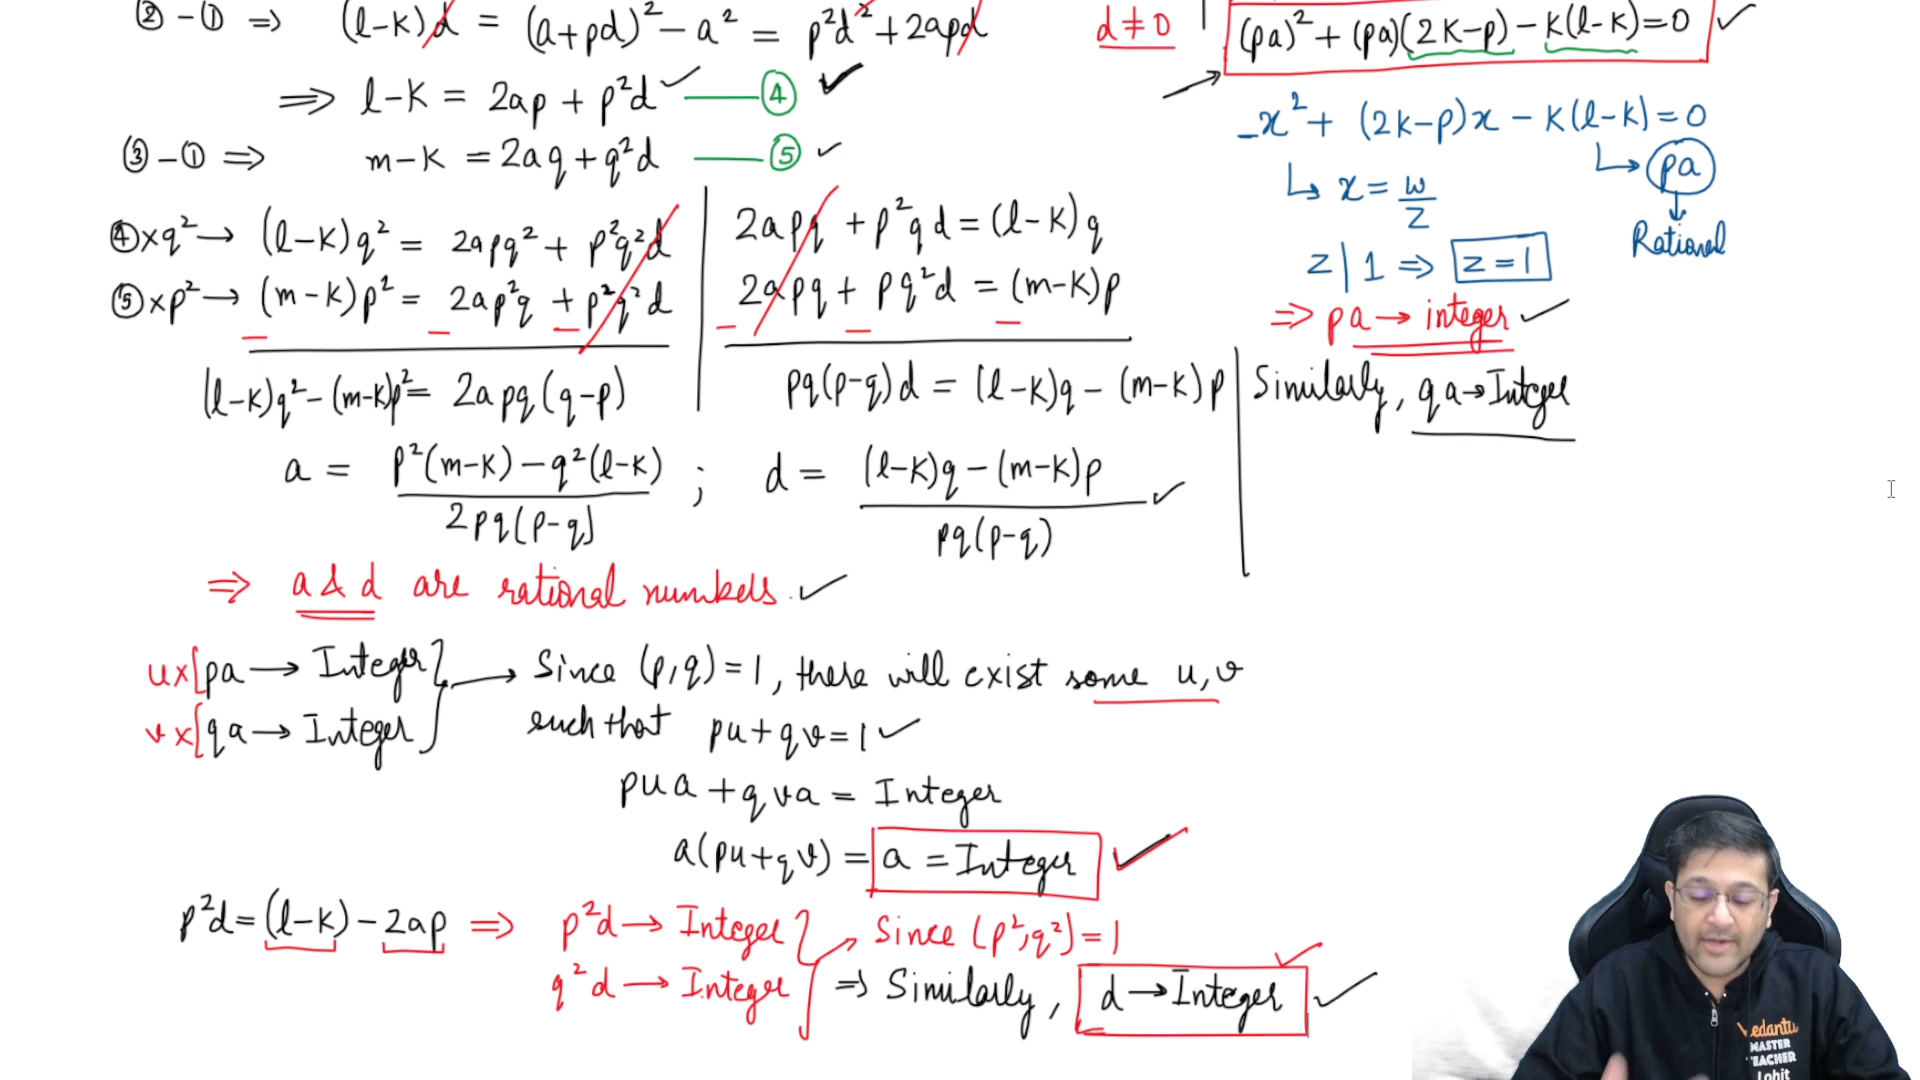 ② - ① ⇒ (l-k)d = (a+pd)² - a² = p²d² + 2apd d ≠ 0
(pa)² + (pa)(2k-p) - k(l-k) = 0 ✓
⇒ l-k = 2ap + p²d ✓ —④ ✓
x² + (2k-p)x - k(l-k) = 0
③ - ① ⇒ m-k = 2aq + q²d —⑤ ✓
↳ pa
↳ x = w/z
↓
Rational
z | 1 ⇒ z = 1
⇒ pa → integer ✓
Similarly, qa → Integer
④×q² → (l-k)q² = 2apq² + p²q²d
⑤×p² → (m-k)p² = 2ap²q + p²q²d
(l-k)q² - (m-k)p² = 2apq(q-p)
2apq + p²qd = (l-k)q
2apq + pq²d = (m-k)p
pq(p-q)d = (l-k)q - (m-k)p
a = p²(m-k) - q²(l-k) / 2pq(p-q) ; d = (l-k)q - (m-k)p / pq(p-q) ✓
⇒ a & d are rational numbers. ✓
u×[pa → Integer} → Since (p,q) = 1, there will exist some u, v
v×[qa → Integer} such that pu + qv = 1 ✓
pua + qva = Integer
a(pu+qv) = a = Integer ✓
p²d = (l-k) - 2ap ⇒ p²d → Integer} Since (p²,q²) = 1
q²d → Integer} ⇒ Similarly, d → Integer ✓
Vedantu
MASTER
TEACHER
Lohit